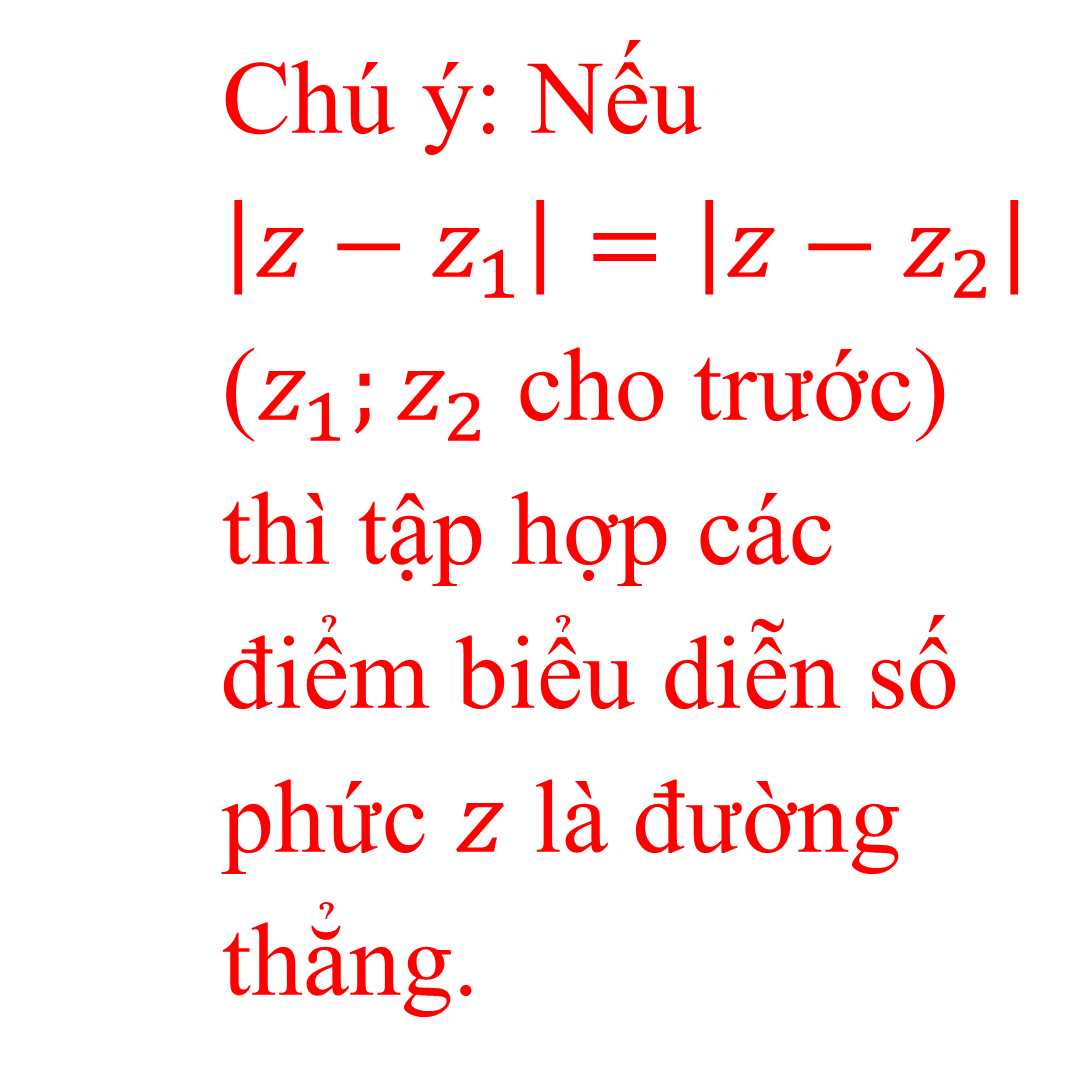 Chú ý: Nếu
|z − z₁| = |z − z₂|
(z₁; z₂ cho trước)
thì tập hợp các
điểm biểu diễn số
phức z là đường
thẳng.